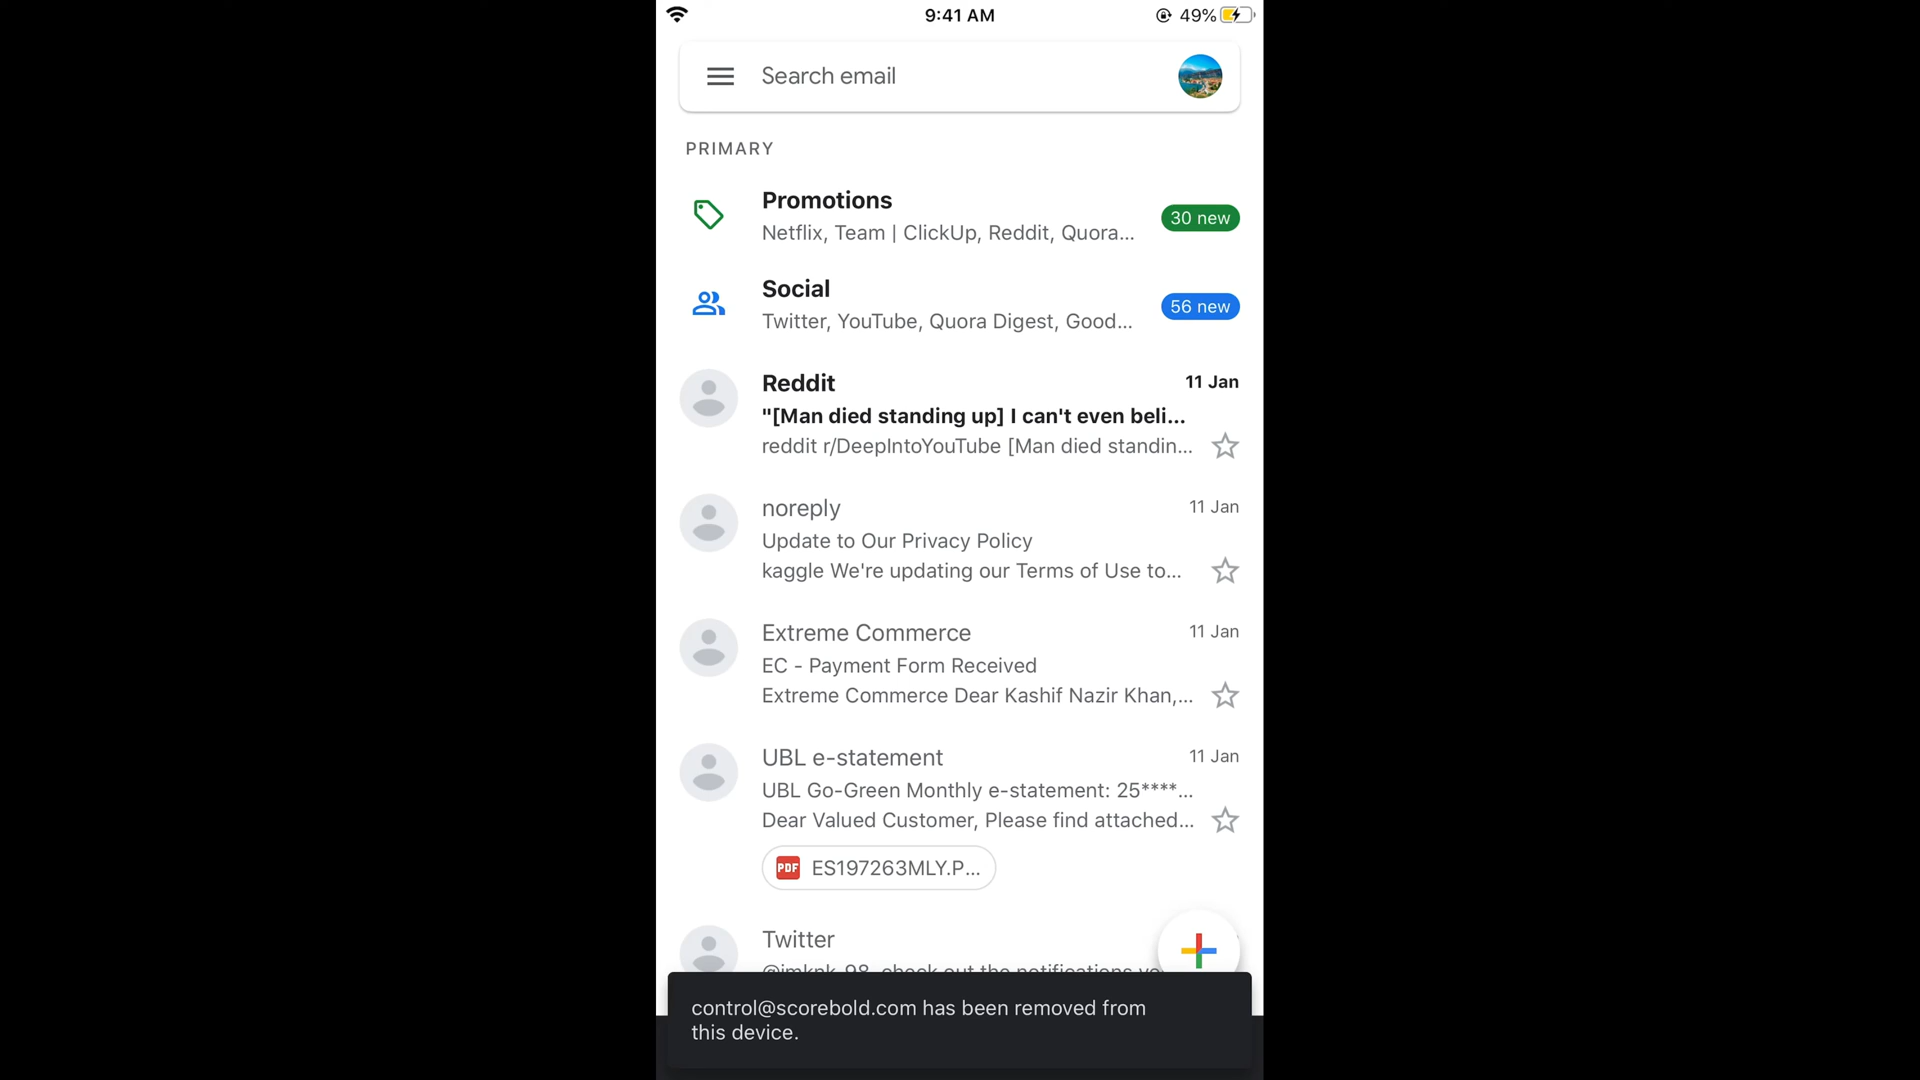 9:41 AM
49%
Search email
PRIMARY
Promotions
Netflix, Team | ClickUp, Reddit, Quora...
30 new
Social
Twitter, YouTube, Quora Digest, Good...
56 new
Reddit
11 Jan
"[Man died standing up] I can't even beli...
reddit r/DeepIntoYouTube [Man died standin...
noreply
11 Jan
Update to Our Privacy Policy
kaggle We're updating our Terms of Use to...
Extreme Commerce
11 Jan
EC - Payment Form Received
Extreme Commerce Dear Kashif Nazir Khan,...
UBL e-statement
11 Jan
UBL Go-Green Monthly e-statement: 25****...
Dear Valued Customer, Please find attached...
PDF ES197263MLY.P...
Twitter
check out the notifications
control@scorebold.com has been removed from
this device.